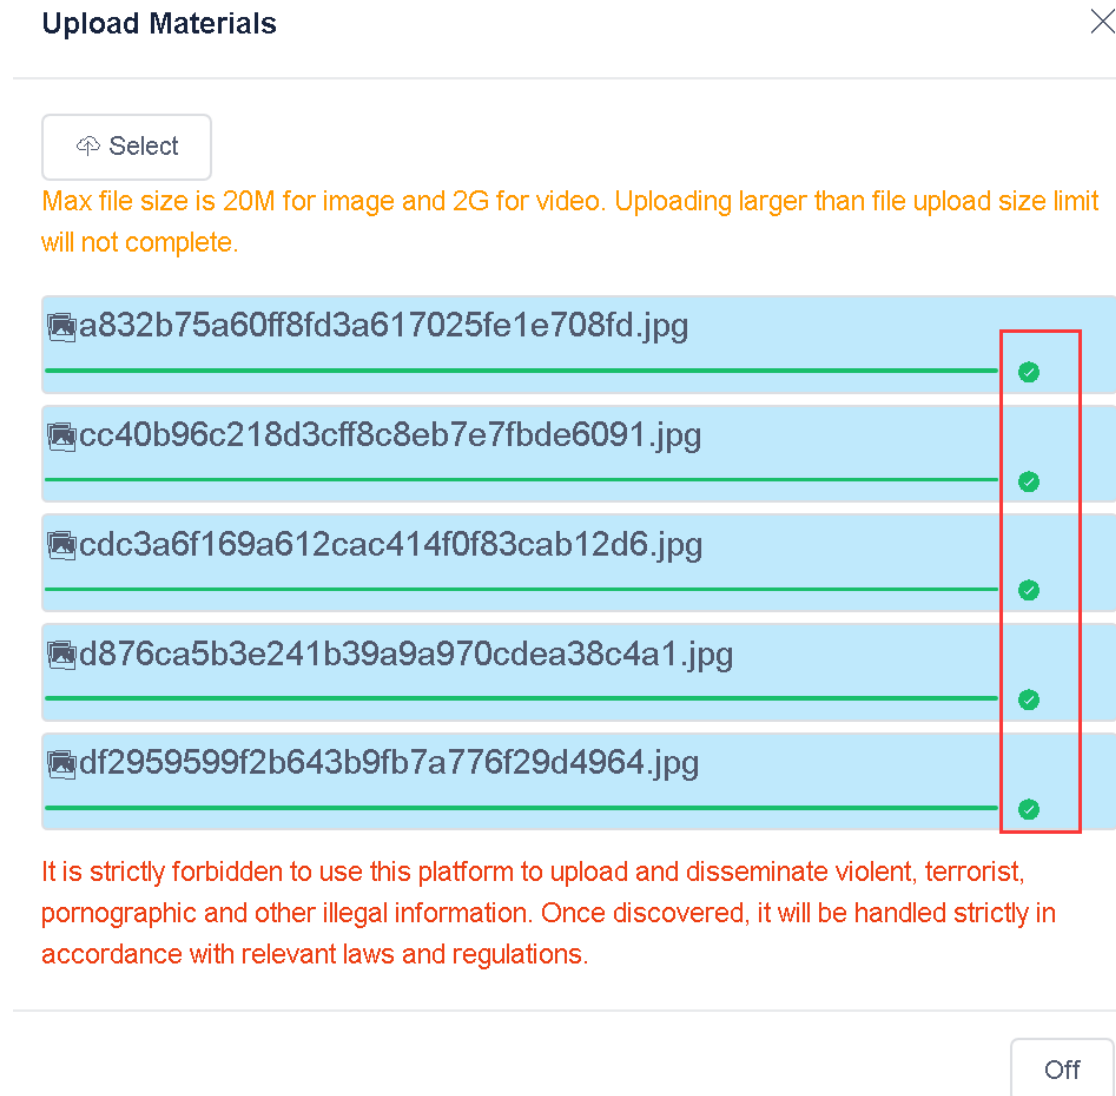 Upload Materials
Select
Max file size is 20M for image and 2G for video. Uploading larger than file upload size limit
will not complete.
a832b75a60ff8fd3a617025fe1e708fd.jpg
cc40b96c218d3cff8c8eb7e7fbde6091.jpg
cdc3a6f169a612cac414f0f83cab12d6.jpg
d876ca5b3e241b39a9a970cdea38c4a1.jpg
df2959599f2b643b9fb7a776f29d4964.jpg
It is strictly forbidden to use this platform to upload and disseminate violent, terrorist,
pornographic and other illegal information. Once discovered, it will be handled strictly in
accordance with relevant laws and regulations.
Off